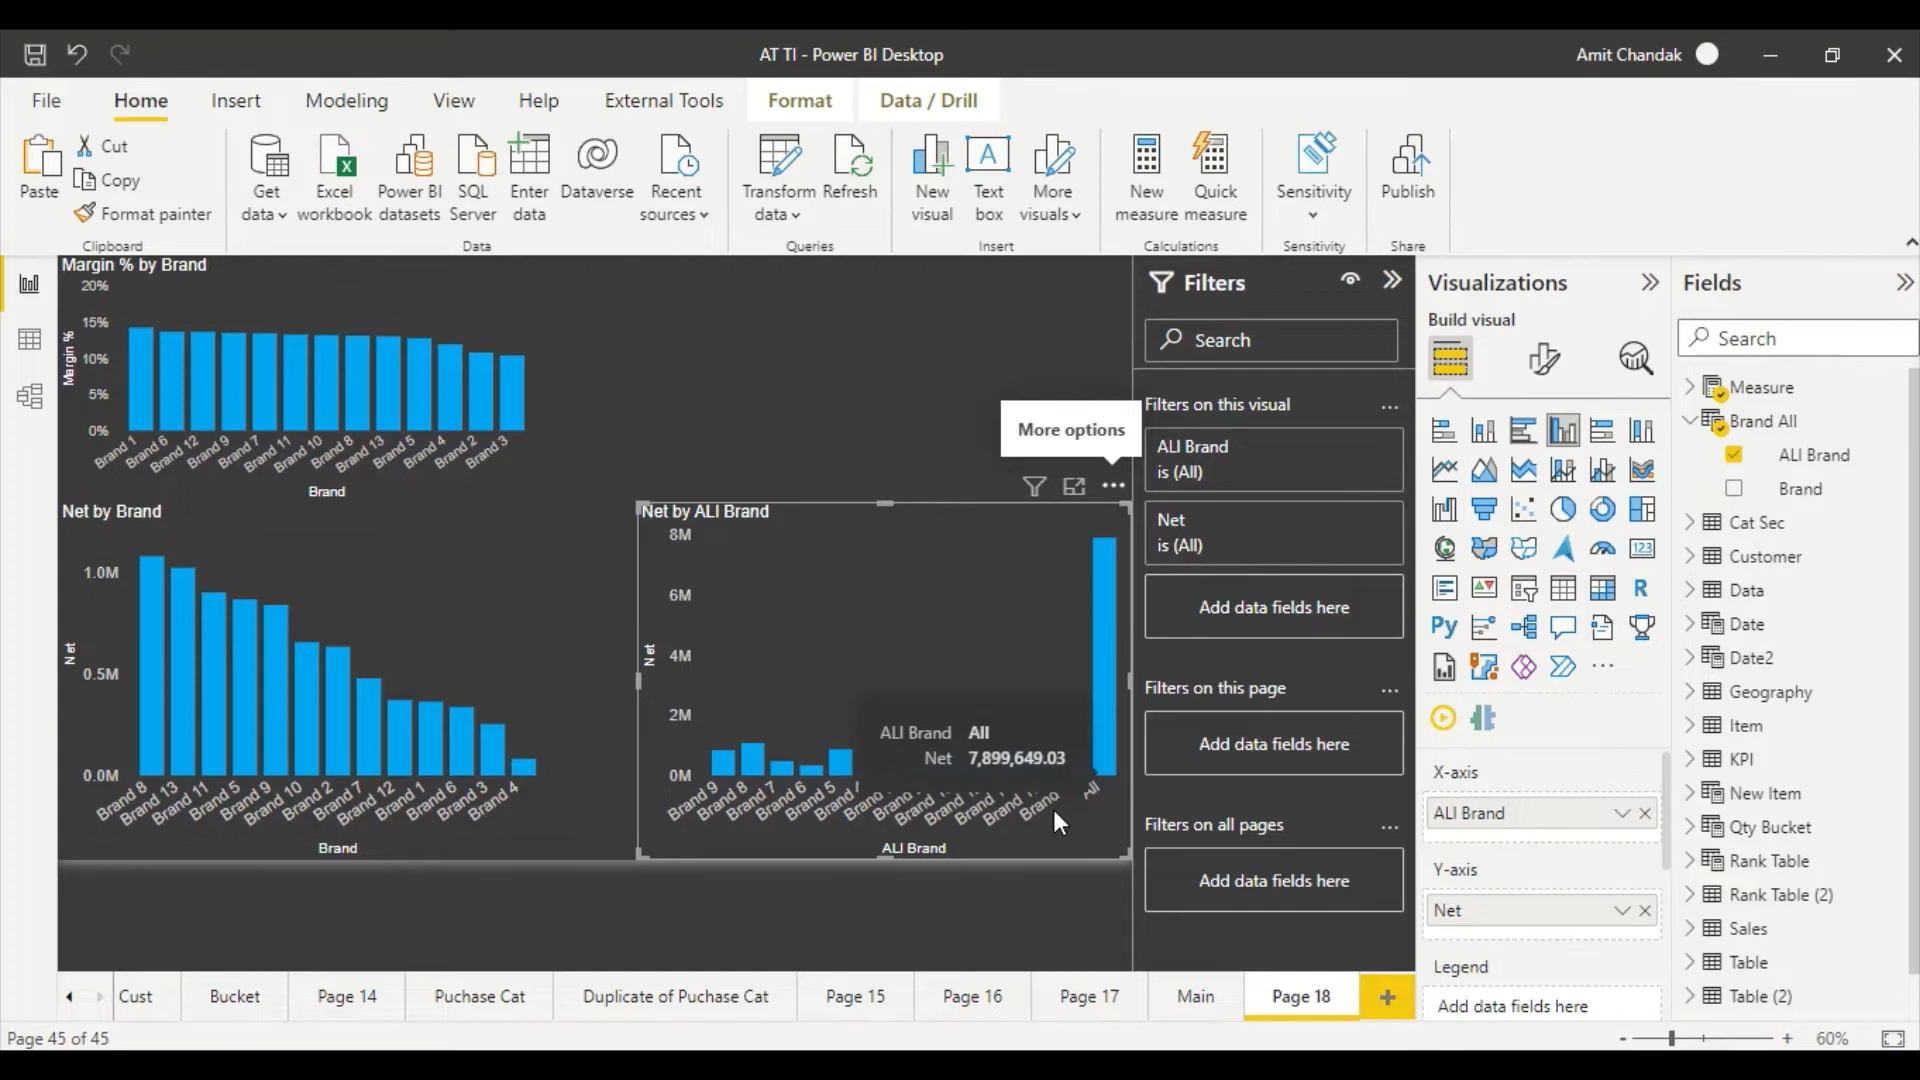 AT TI - Power BI Desktop
Amit Chandak
File
Home
Insert
Modeling
View
Help
External Tools
Format
Data / Drill
Paste
Cut
Copy
Format painter
Clipboard
Get data
Excel workbook
Power BI datasets
SQL Server
Enter data
Dataverse
Recent sources
Data
Transform data
Refresh
Queries
New visual
Text box
More visuals
Insert
New measure
Quick measure
Calculations
Sensitivity
Sensitivity
Publish
Share
Margin % by Brand
20%
15%
10%
5%
0%
Margin %
Brand 1
Brand 6
Brand 12
Brand 9
Brand 7
Brand 11
Brand 10
Brand 8
Brand 13
Brand 5
Brand 4
Brand 2
Brand 3
Brand
Net by Brand
1.0M
0.5M
0.0M
Net
Brand 8
Brand 13
Brand 11
Brand 5
Brand 9
Brand 10
Brand 2
Brand 7
Brand 12
Brand 1
Brand 6
Brand 3
Brand 4
Brand
More options
Net by ALI Brand
8M
6M
4M
2M
0M
Net
Brand 9
Brand 8
Brand 7
Brand 6
Brand 5
All
ALI Brand
ALI Brand All
Net 7,899,649.03
Filters
Search
Filters on this visual
...
ALI Brand
is (All)
Net
is (All)
Add data fields here
Filters on this page
...
Add data fields here
Filters on all pages
...
Add data fields here
Visualizations
Build visual
123
R
Py
...
X-axis
ALI Brand
Y-axis
Net
Legend
Add data fields here
Fields
Search
Measure
Brand All
ALI Brand
Brand
Cat Sec
Customer
Data
Date
Date2
Geography
Item
KPI
New Item
Qty Bucket
Rank Table
Rank Table (2)
Sales
Table
Table (2)
Cust
Bucket
Page 14
Puchase Cat
Duplicate of Puchase Cat
Page 15
Page 16
Page 17
Main
Page 18
+
Page 45 of 45
- + 60%